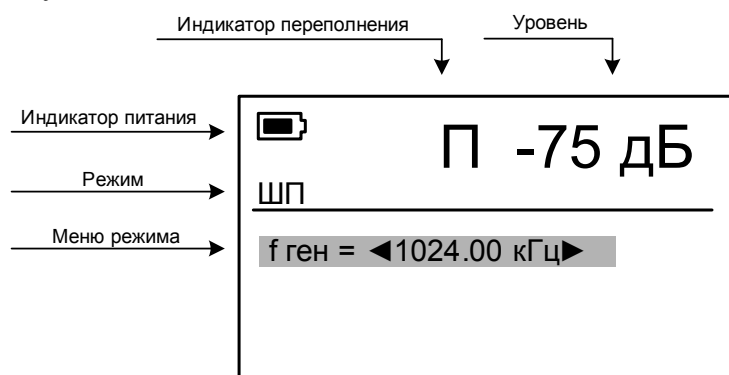 Индикатор переполнения
Уровень
Индикатор питания
П -75 дБ
Режим
ШП
Меню режима
f ген = ◄1024.00 кГц►